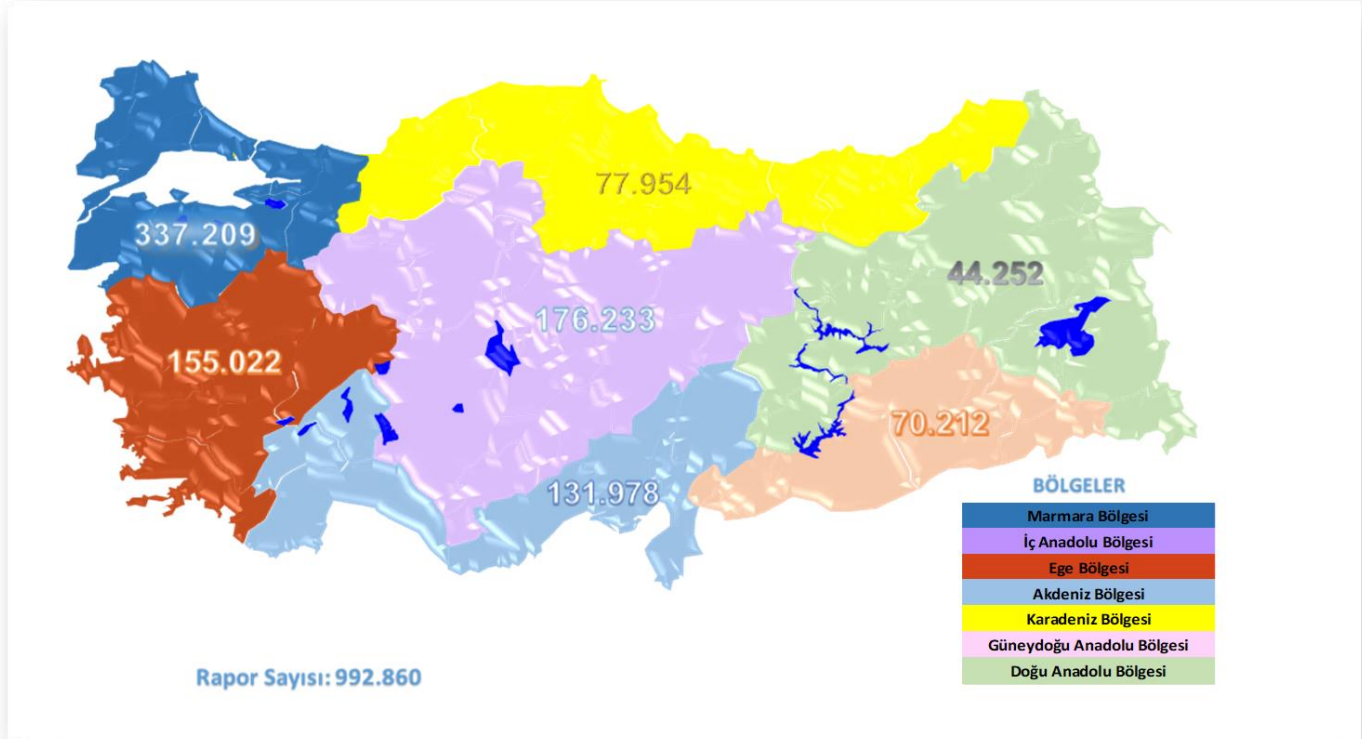 77.954
337.209
44.252
176.233
155.022
70.212
131.978
BÖLGELER
Marmara Bölgesi
İç Anadolu Bölgesi
Ege Bölgesi
Akdeniz Bölgesi
Karadeniz Bölgesi
Güneydoğu Anadolu Bölgesi
Doğu Anadolu Bölgesi
Rapor Sayısı: 992.860